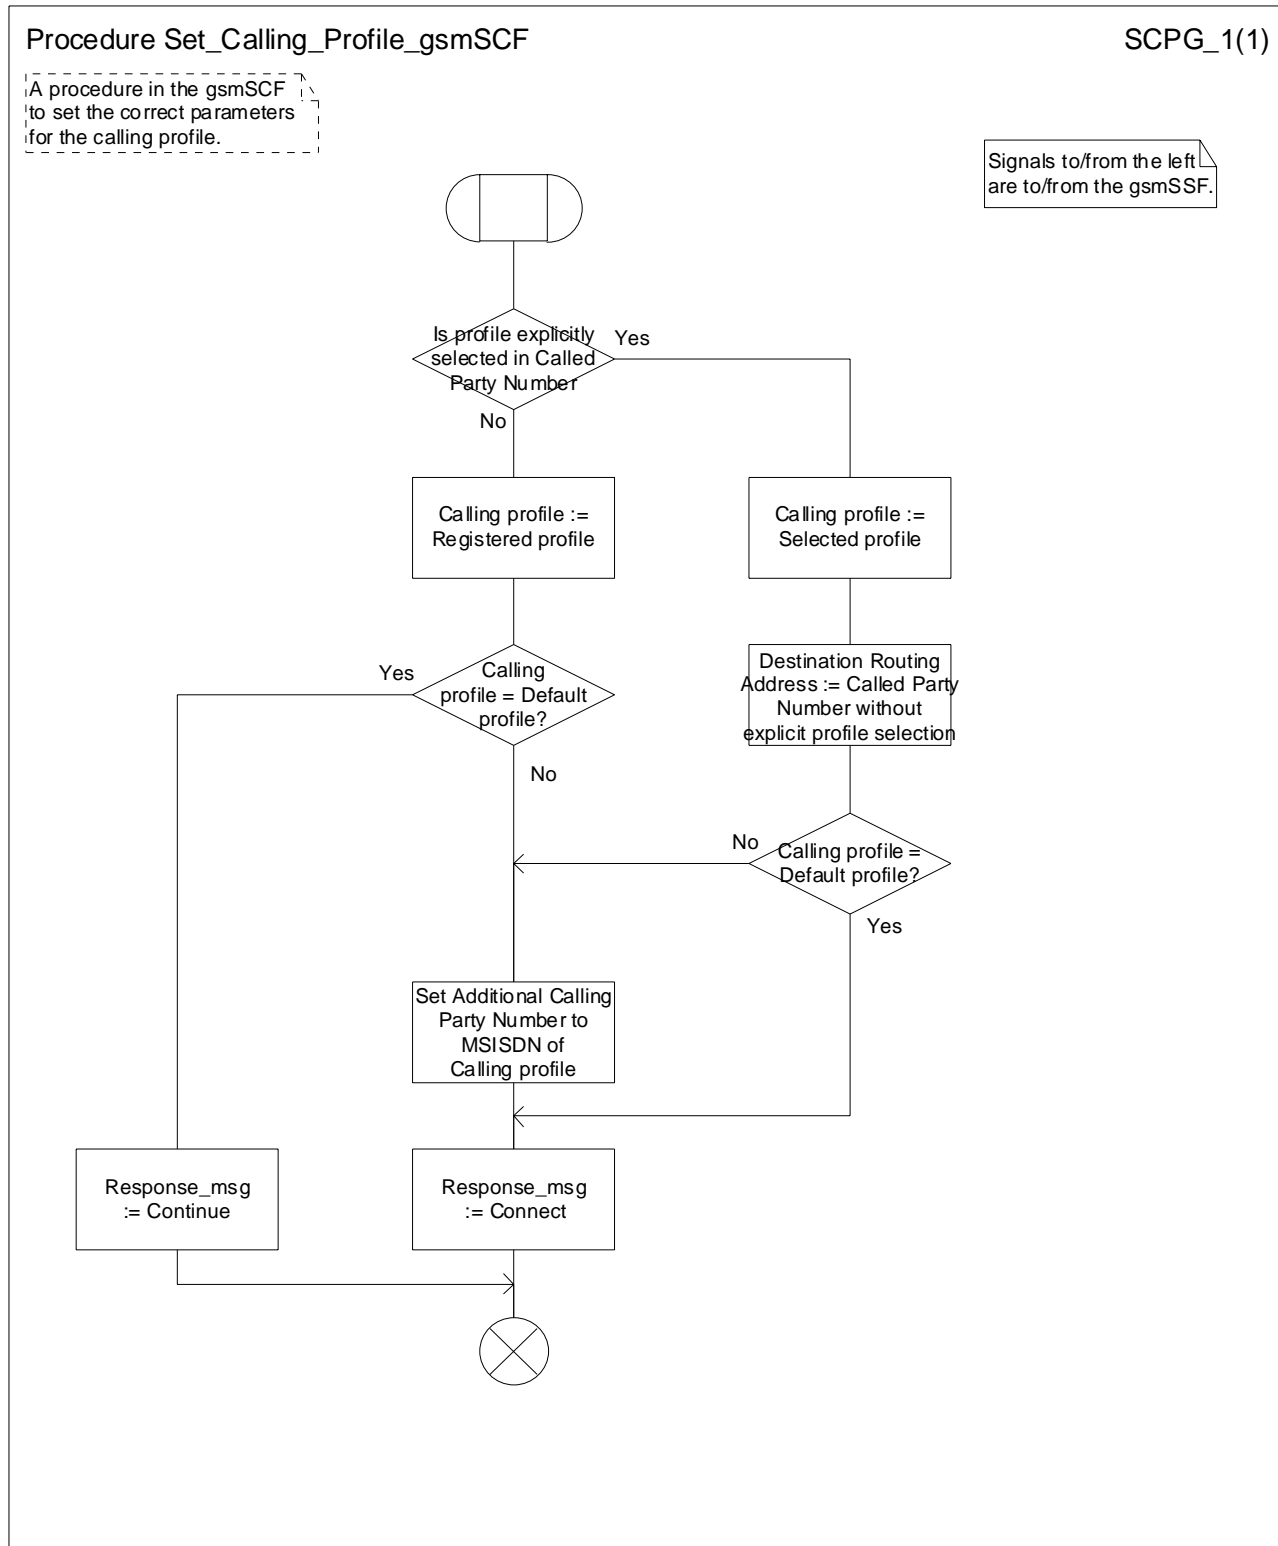 Procedure Set_Calling_Profile_gsmSCF
SCPG_1(1)
A procedure in the gsmSCF
to set the correct parameters
for the calling profile.
Signals to/from the left
are to/from the gsmSSF.
Is profile explicitly
selected in Called
Party Number
Yes
No
Calling profile :=
Registered profile
Calling profile :=
Selected profile
Yes
Calling
profile = Default
profile?
No
Destination Routing
Address := Called Party
Number without
explicit profile selection
No
Calling profile =
Default profile?
Yes
Set Additional Calling
Party Number to
MSISDN of
Calling profile
Response_msg
:= Continue
Response_msg
:= Connect